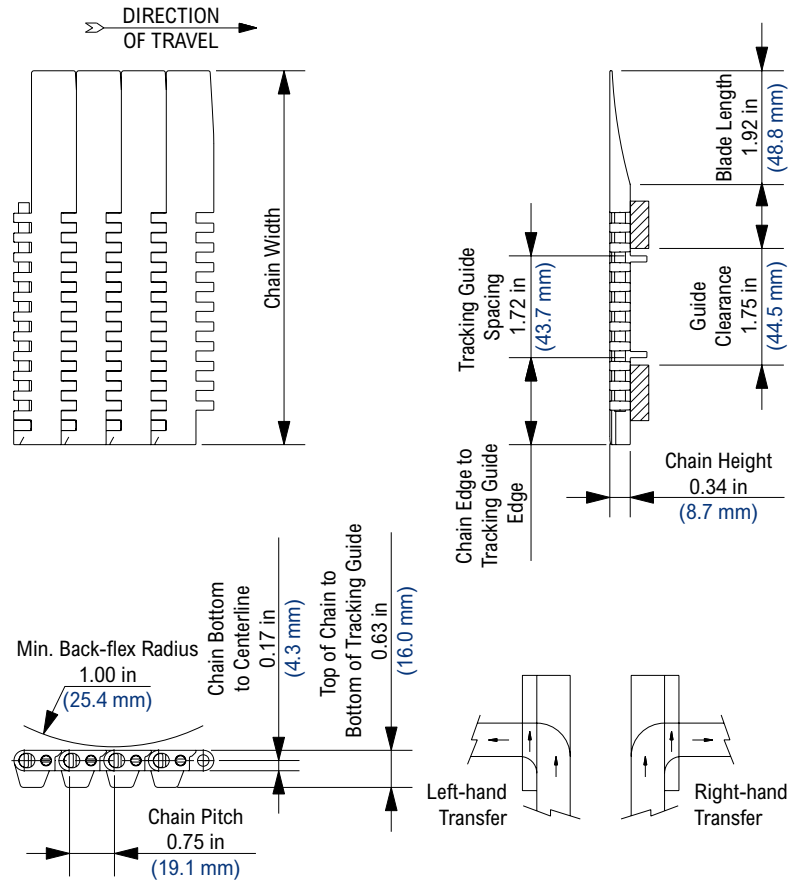 DIRECTION
OF TRAVEL
Chain Width
Blade Length
1.92 in
(48.8 mm)
Tracking Guide
Spacing
1.72 in
(43.7 mm)
Guide
Clearance
1.75 in
(44.5 mm)
Chain Edge to
Tracking Guide
Edge
Chain Height
0.34 in
(8.7 mm)
Min. Back-flex Radius
1.00 in
(25.4 mm)
Chain Bottom
to Centerline
0.17 in
(4.3 mm)
Top of Chain to
Bottom of Tracking Guide
0.63 in
(16.0 mm)
Chain Pitch
0.75 in
(19.1 mm)
Left-hand
Transfer
Right-hand
Transfer